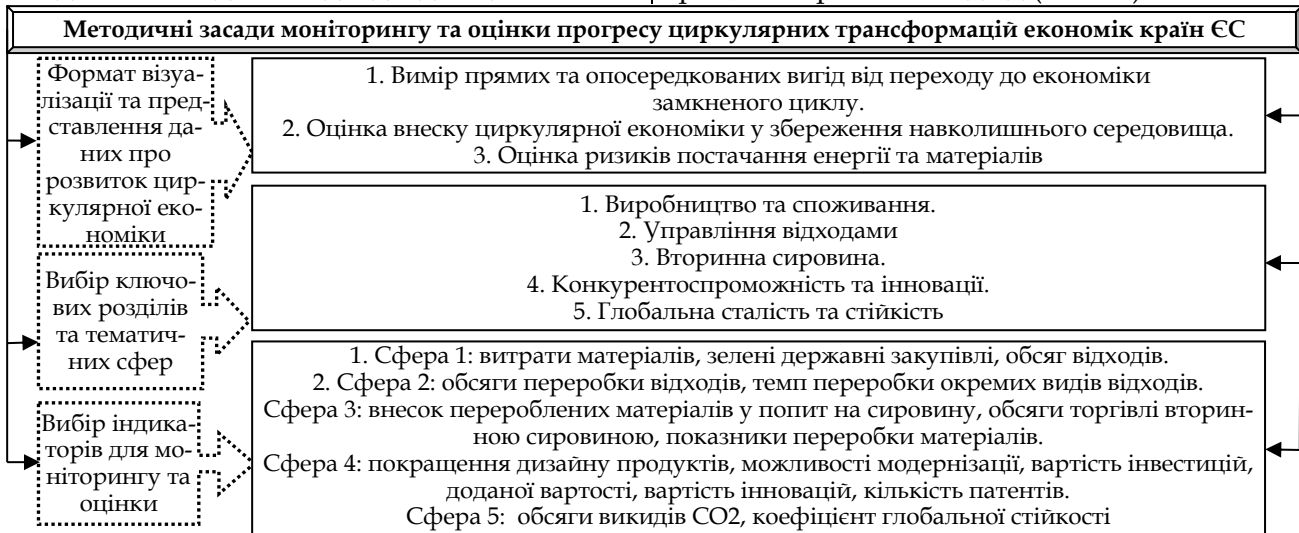 Методичні засади моніторингу та оцінки прогресу циркулярних трансформацій економік країн ЄС
Формат візуа-
лізації та пред-
ставлення да-
них про
розвиток цир-
кулярної еко-
номіки
1. Вимір прямих та опосередкованих вигід від переходу до економіки
замкненого циклу.
2. Оцінка внеску циркулярної економіки у збереження навколишнього середовища.
3. Оцінка ризиків постачання енергії та матеріалів
Вибір ключо-
вих розділів
та тематич-
них сфер
1. Виробництво та споживання.
2. Управління відходами
3. Вторинна сировина.
4. Конкурентоспроможність та інновації.
5. Глобальна сталість та стійкість
Вибір індика-
торів для мо-
ніторингу та
оцінки
1. Сфера 1: витрати матеріалів, зелені державні закупівлі, обсяг відходів.
2. Сфера 2: обсяги переробки відходів, темп переробки окремих видів відходів.
Сфера 3: внесок перероблених матеріалів у попит на сировину, обсяги торгівлі вторин-
ною сировиною, показники переробки матеріалів.
Сфера 4: покращення дизайну продуктів, можливості модернізації, вартість інвестицій,
доданої вартості, вартість інновацій, кількість патентів.
Сфера 5: обсяги викидів СО2, коефіцієнт глобальної стійкості